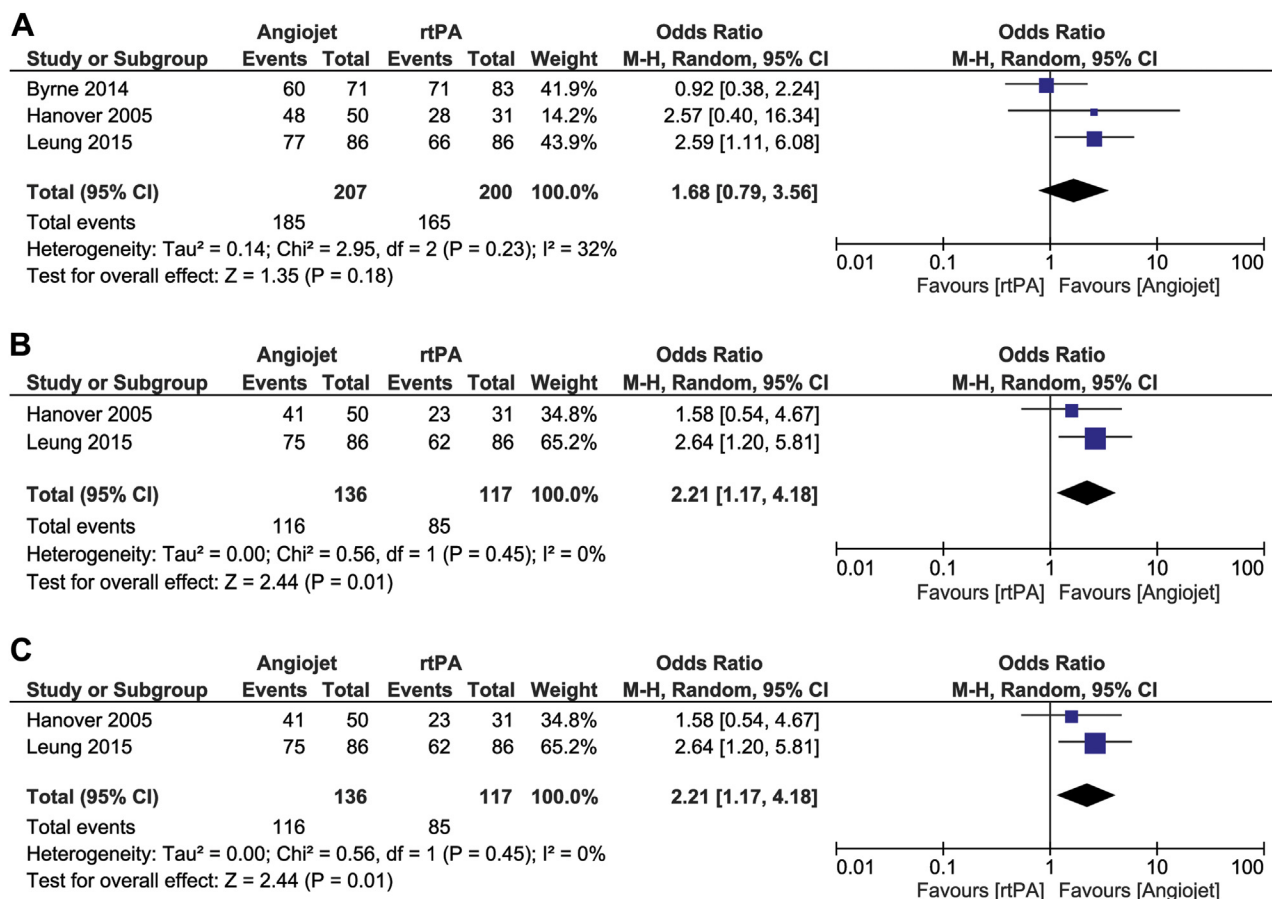 A
Angiojet rtPA Odds Ratio Odds Ratio
Study or Subgroup Events Total Events Total Weight M-H, Random, 95% CI M-H, Random, 95% CI
Byrne 2014 60 71 71 83 41.9% 0.92 [0.38, 2.24]
Hanover 2005 48 50 28 31 14.2% 2.57 [0.40, 16.34]
Leung 2015 77 86 66 86 43.9% 2.59 [1.11, 6.08]
Total (95% CI) 207 200 100.0% 1.68 [0.79, 3.56]
Total events 185 165
Heterogeneity: Tau² = 0.14; Chi² = 2.95, df = 2 (P = 0.23); I² = 32%
Test for overall effect: Z = 1.35 (P = 0.18)
0.01 0.1 1 10 100
Favours [rtPA] Favours [Angiojet]
B
Angiojet rtPA Odds Ratio Odds Ratio
Study or Subgroup Events Total Events Total Weight M-H, Random, 95% CI M-H, Random, 95% CI
Hanover 2005 41 50 23 31 34.8% 1.58 [0.54, 4.67]
Leung 2015 75 86 62 86 65.2% 2.64 [1.20, 5.81]
Total (95% CI) 136 117 100.0% 2.21 [1.17, 4.18]
Total events 116 85
Heterogeneity: Tau² = 0.00; Chi² = 0.56, df = 1 (P = 0.45); I² = 0%
Test for overall effect: Z = 2.44 (P = 0.01)
0.01 0.1 1 10 100
Favours [rtPA] Favours [Angiojet]
C
Angiojet rtPA Odds Ratio Odds Ratio
Study or Subgroup Events Total Events Total Weight M-H, Random, 95% CI M-H, Random, 95% CI
Hanover 2005 41 50 23 31 34.8% 1.58 [0.54, 4.67]
Leung 2015 75 86 62 86 65.2% 2.64 [1.20, 5.81]
Total (95% CI) 136 117 100.0% 2.21 [1.17, 4.18]
Total events 116 85
Heterogeneity: Tau² = 0.00; Chi² = 0.56, df = 1 (P = 0.45); I² = 0%
Test for overall effect: Z = 2.44 (P = 0.01)
0.01 0.1 1 10 100
Favours [rtPA] Favours [Angiojet]